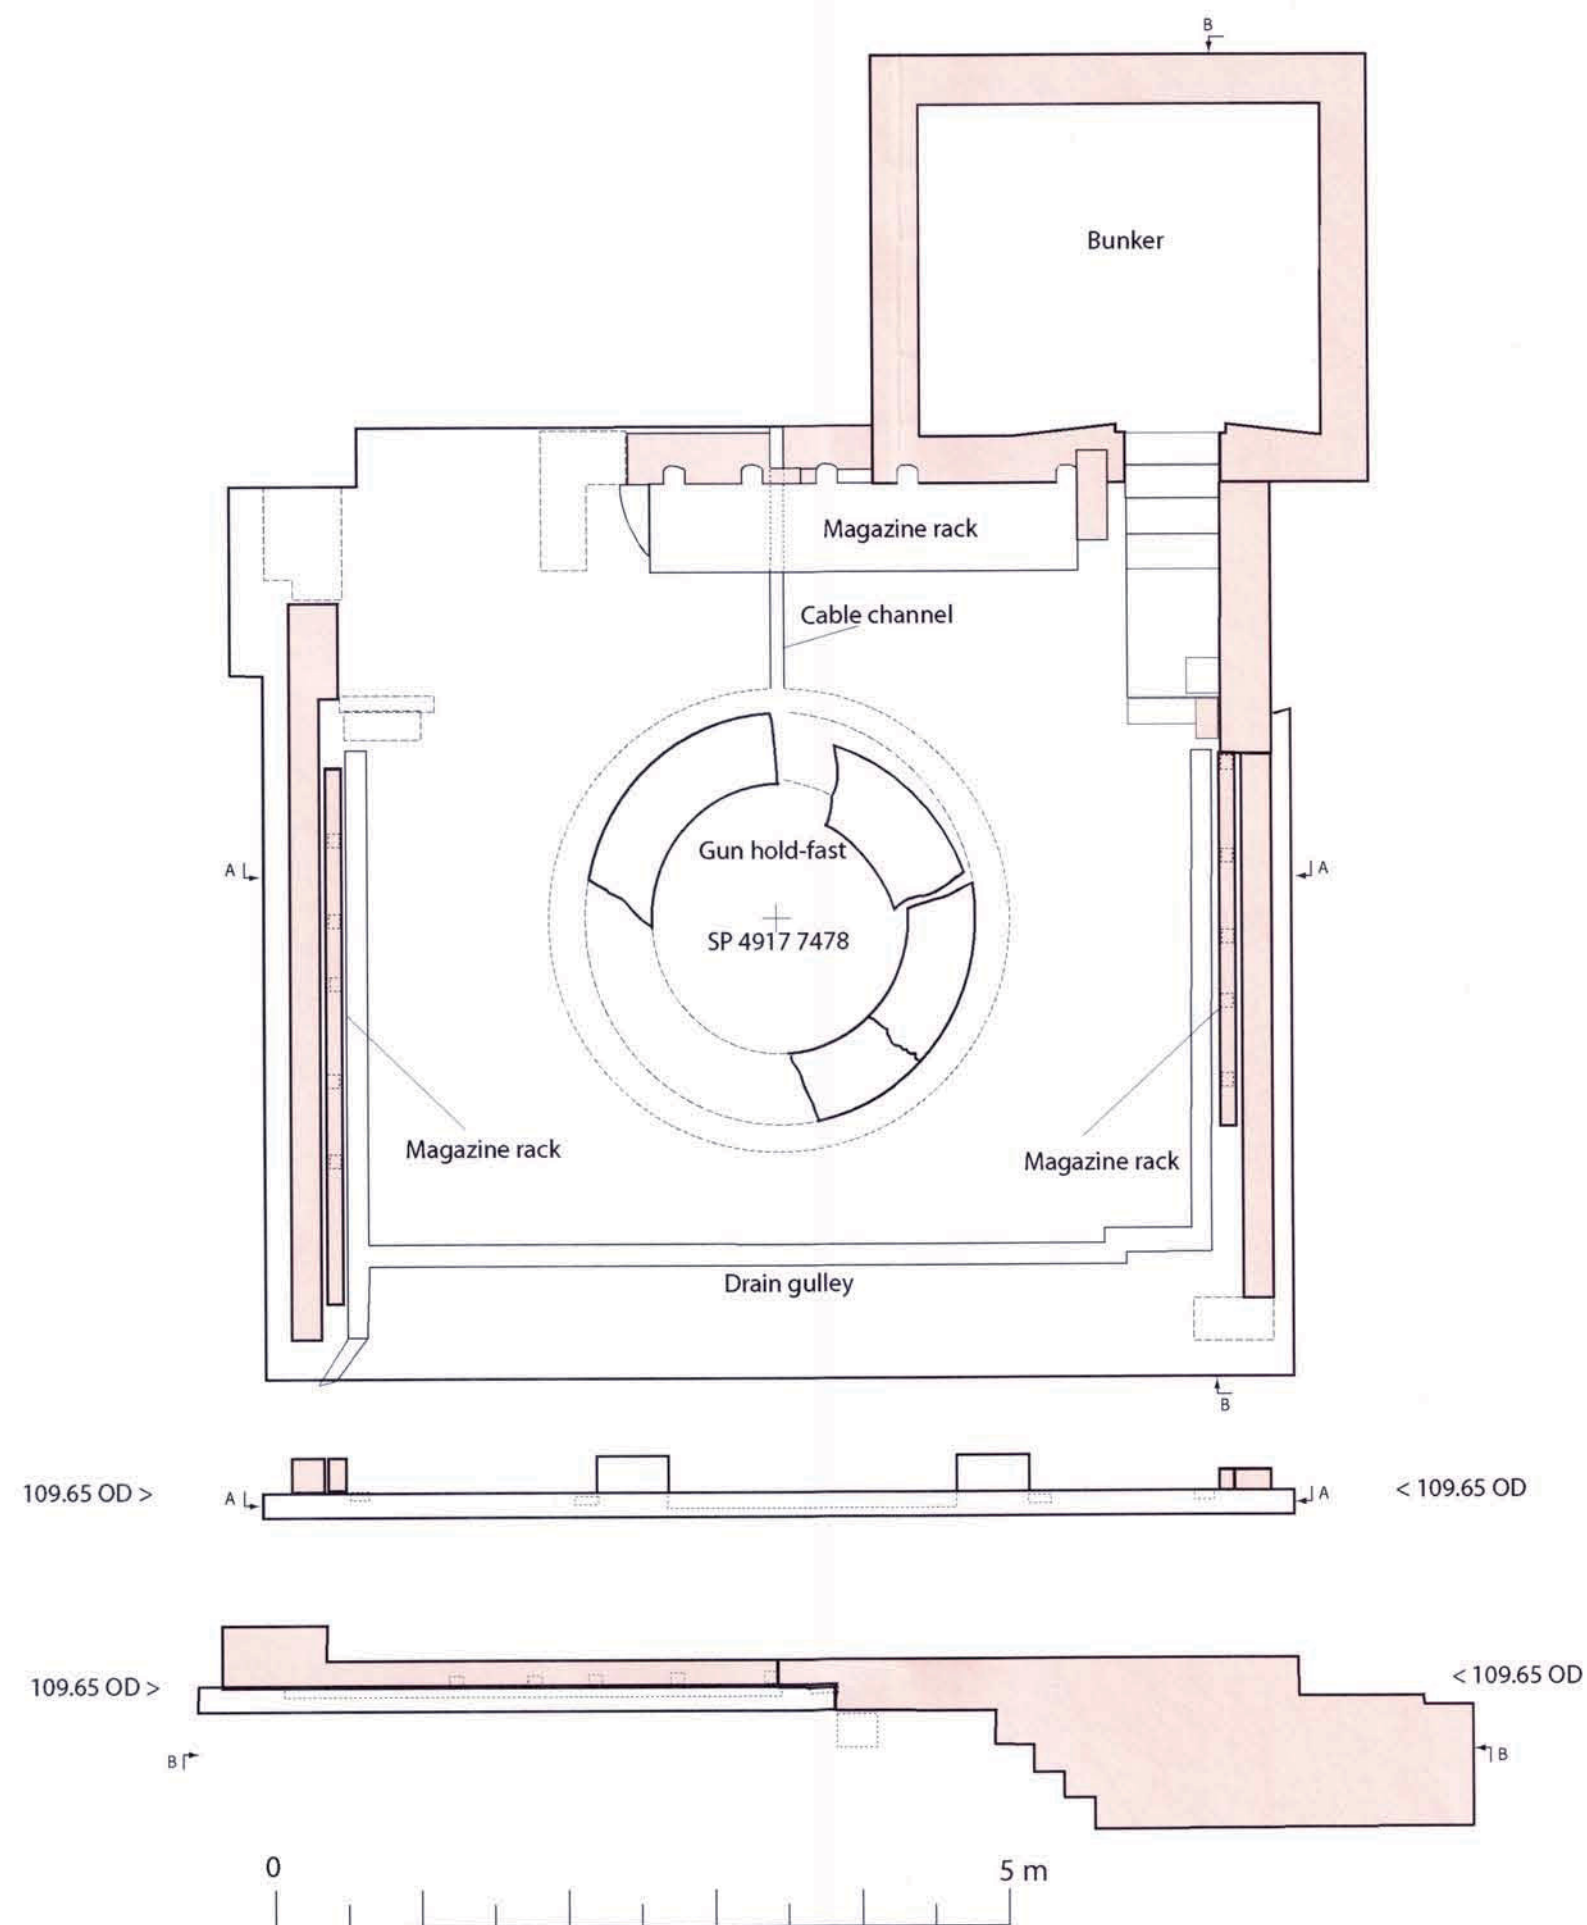 B
Bunker
Magazine rack
Cable channel
Gun hold-fast
A
A
SP 4917 7478
Magazine rack
Magazine rack
Drain gulley
B
109.65 OD >
A
A
< 109.65 OD
109.65 OD >
< 109.65 OD
B
B
0
5 m